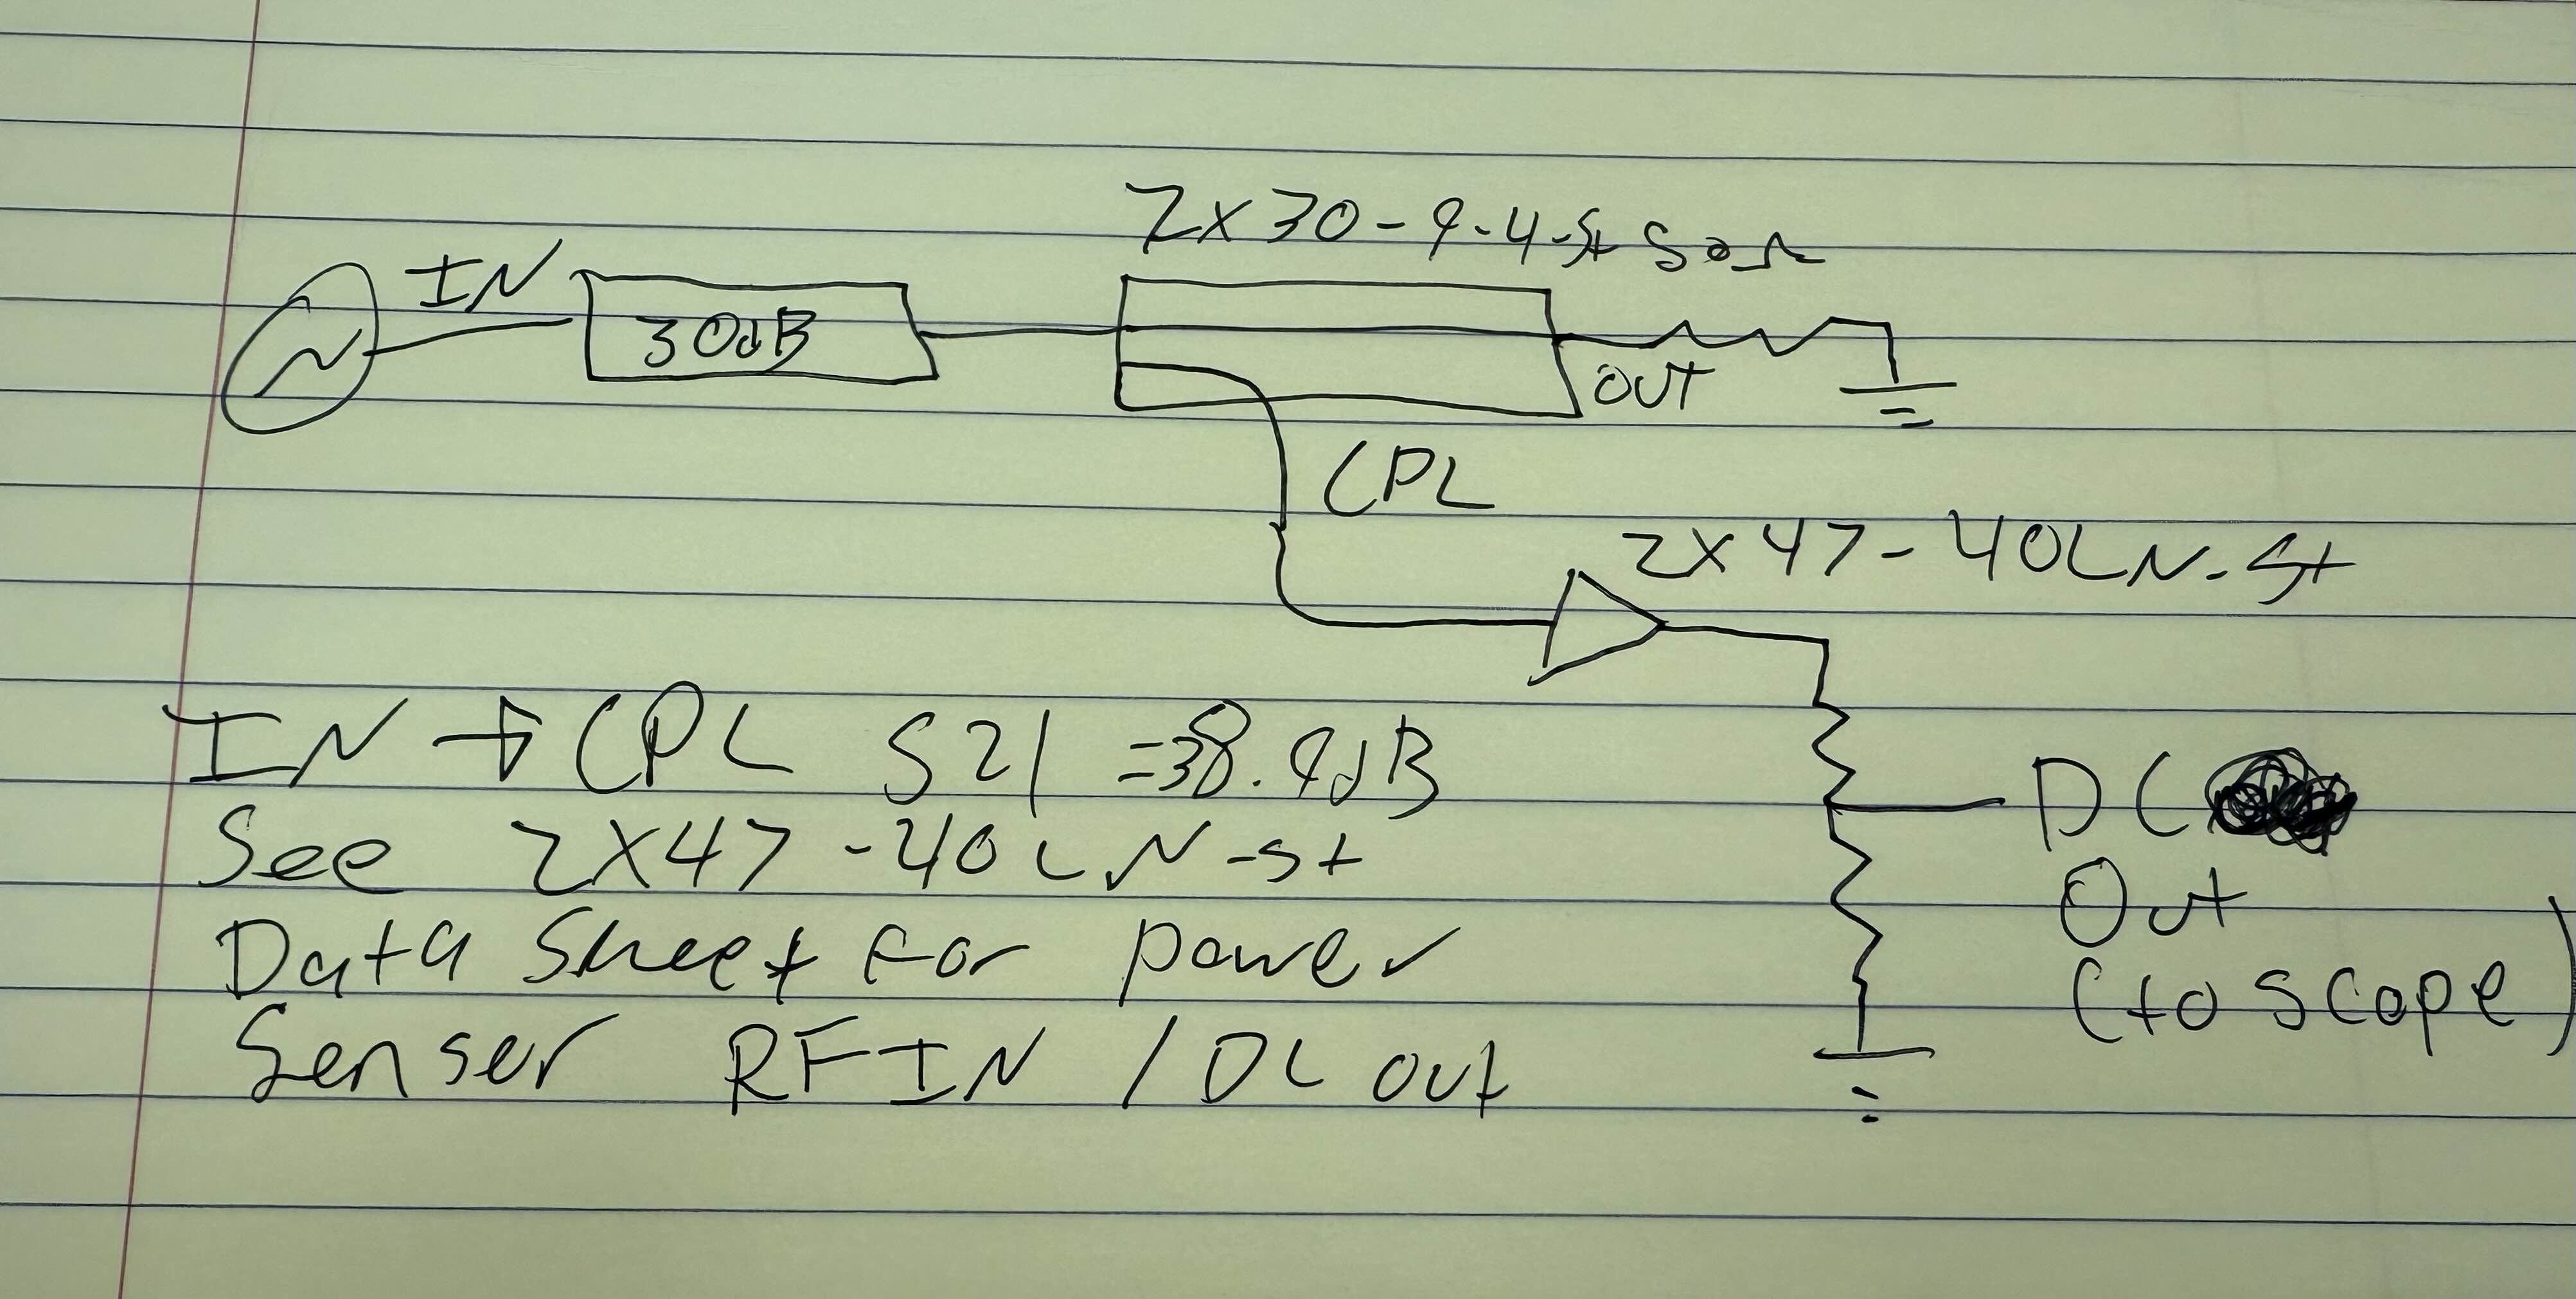 ZX30-9-4-S+ 50Ω
IN
30dB
OUT
CPL
ZX47-40LN-S+
IN → CPL S21 =38.9dB
See ZX47-40LN-S+
Data Sheet For power
Senser RFIN / DC out
DC
Out
(to scope)